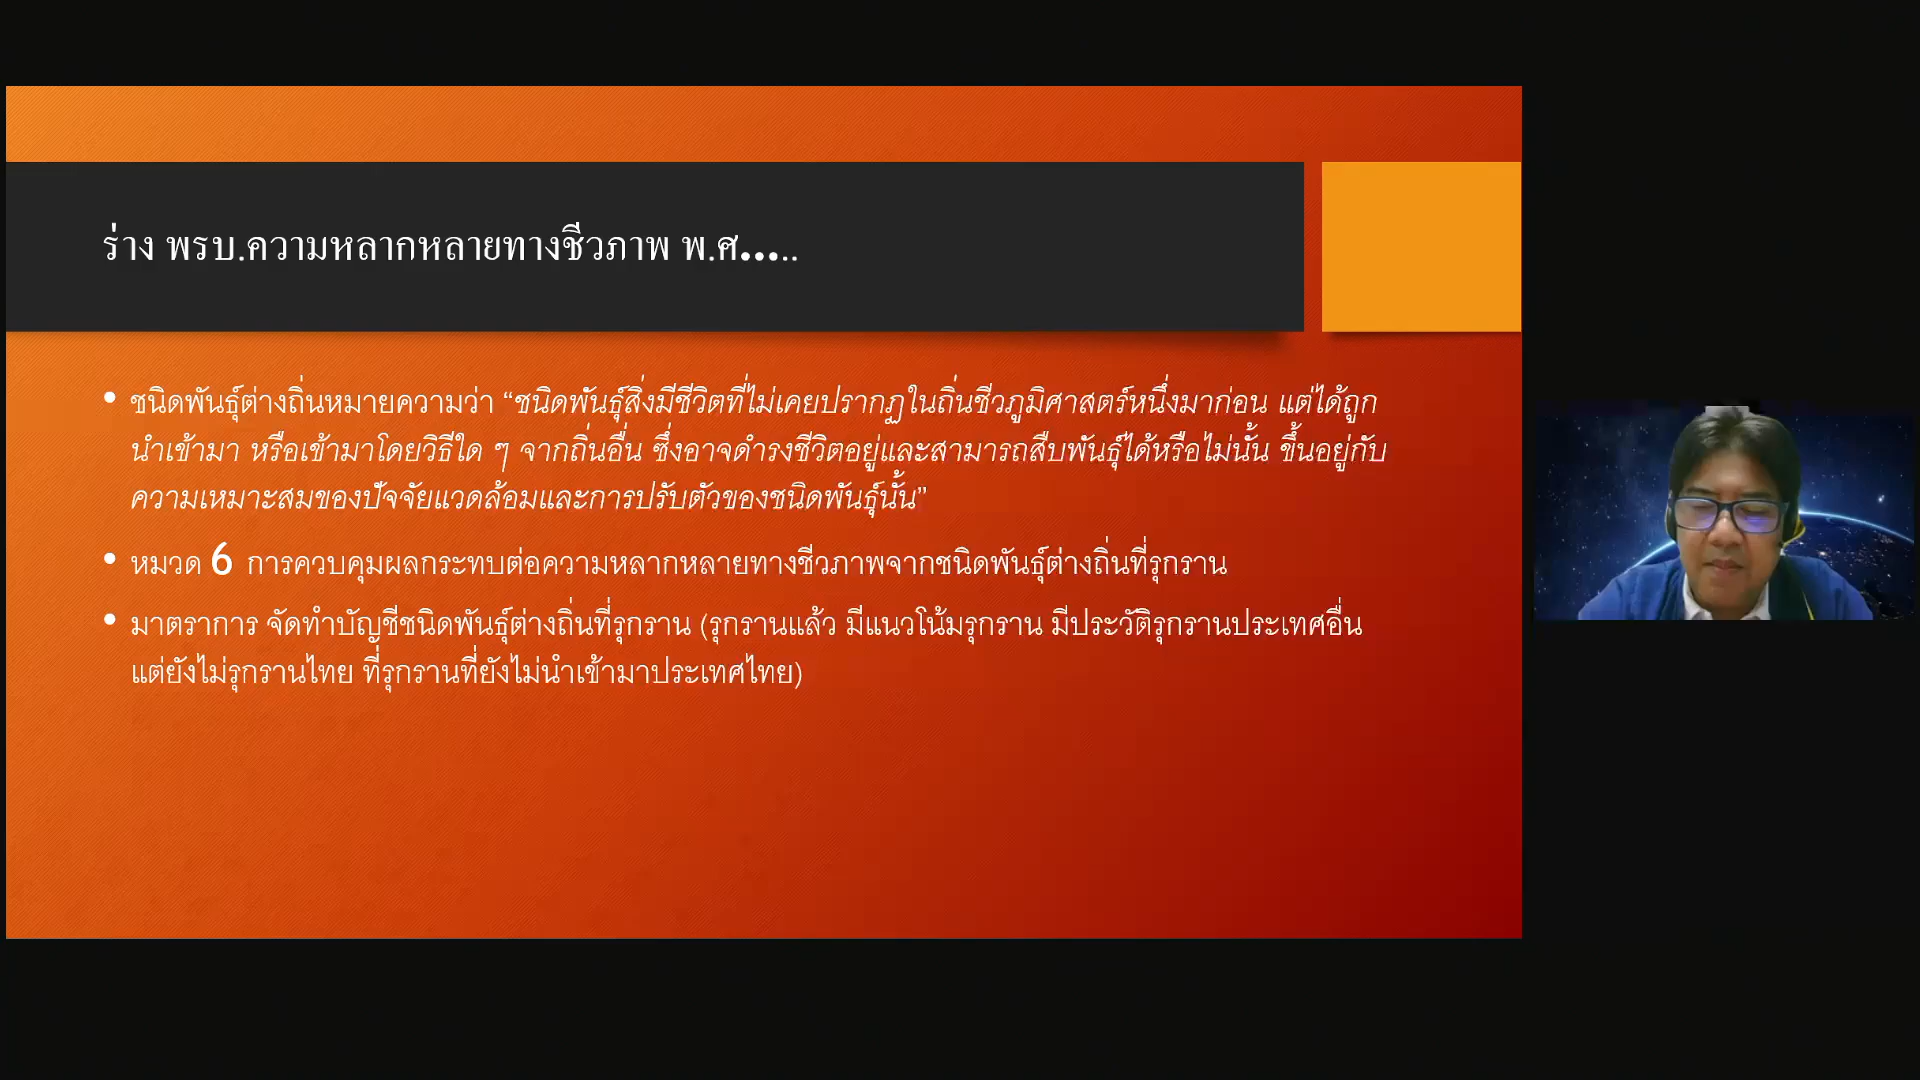 ร่าง พรบ.ความหลากหลายทางชีวภาพ พ.ศ.....
• ชนิดพันธุ์ต่างถิ่นหมายความว่า “ชนิดพันธุ์สิ่งมีชีวิตที่ไม่เคยปรากฏในถิ่นชีวภูมิศาสตร์หนึ่งมาก่อน แต่ได้ถูก
นำเข้ามา หรือเข้ามาโดยวิธีใด ๆ จากถิ่นอื่น ซึ่งอาจดำรงชีวิตอยู่และสามารถสืบพันธุ์ได้หรือไม่นั้น ขึ้นอยู่กับ
ความเหมาะสมของปัจจัยแวดล้อมและการปรับตัวของชนิดพันธุ์นั้น”
• หมวด 6 การควบคุมผลกระทบต่อความหลากหลายทางชีวภาพจากชนิดพันธุ์ต่างถิ่นที่รุกราน
• มาตราการ จัดทำบัญชีชนิดพันธุ์ต่างถิ่นที่รุกราน (รุกรานแล้ว มีแนวโน้มรุกราน มีประวัติรุกรานประเทศอื่น
แต่ยังไม่รุกรานไทย ที่รุกรานที่ยังไม่นำเข้ามาประเทศไทย)